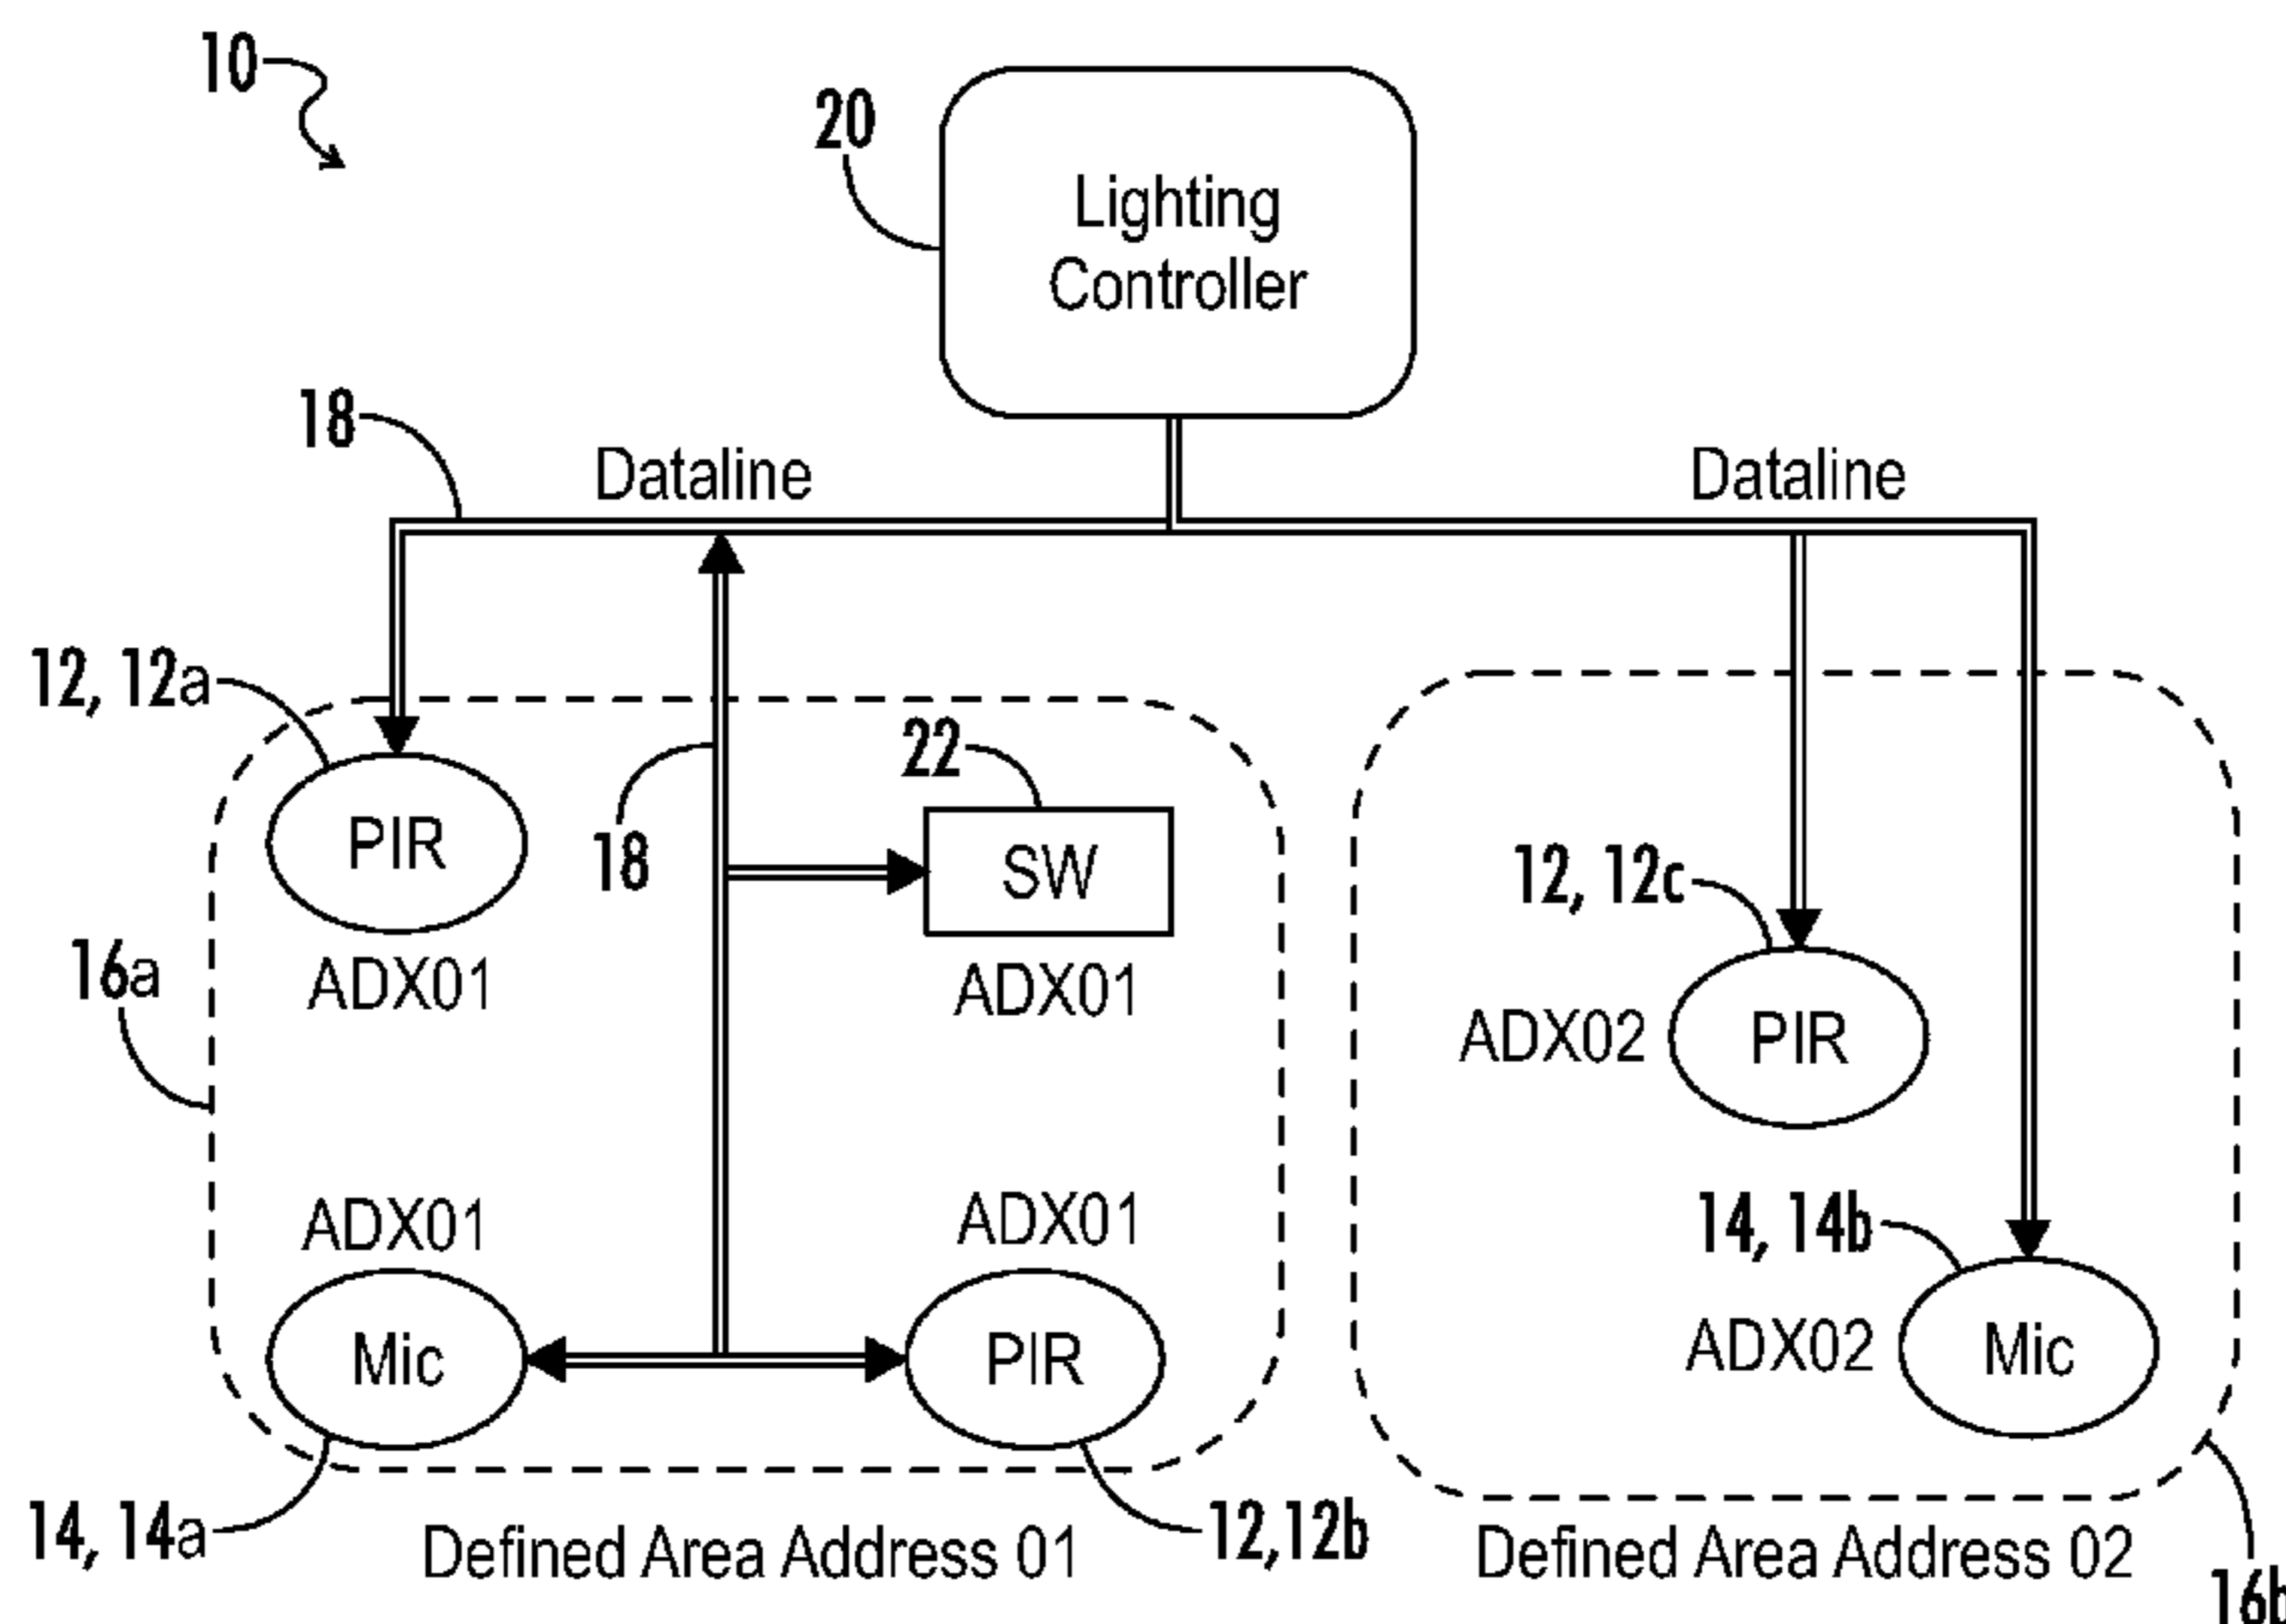 10
20
Lighting
Controller
18
Dataline
Dataline
12, 12a
22
PIR
18
SW
12, 12c
16a
ADX01
ADX01
ADX02
PIR
ADX01
ADX01
14, 14b
Mic
PIR
ADX02
Mic
14, 14a
Defined Area Address 01
12,12b
Defined Area Address 02
16b